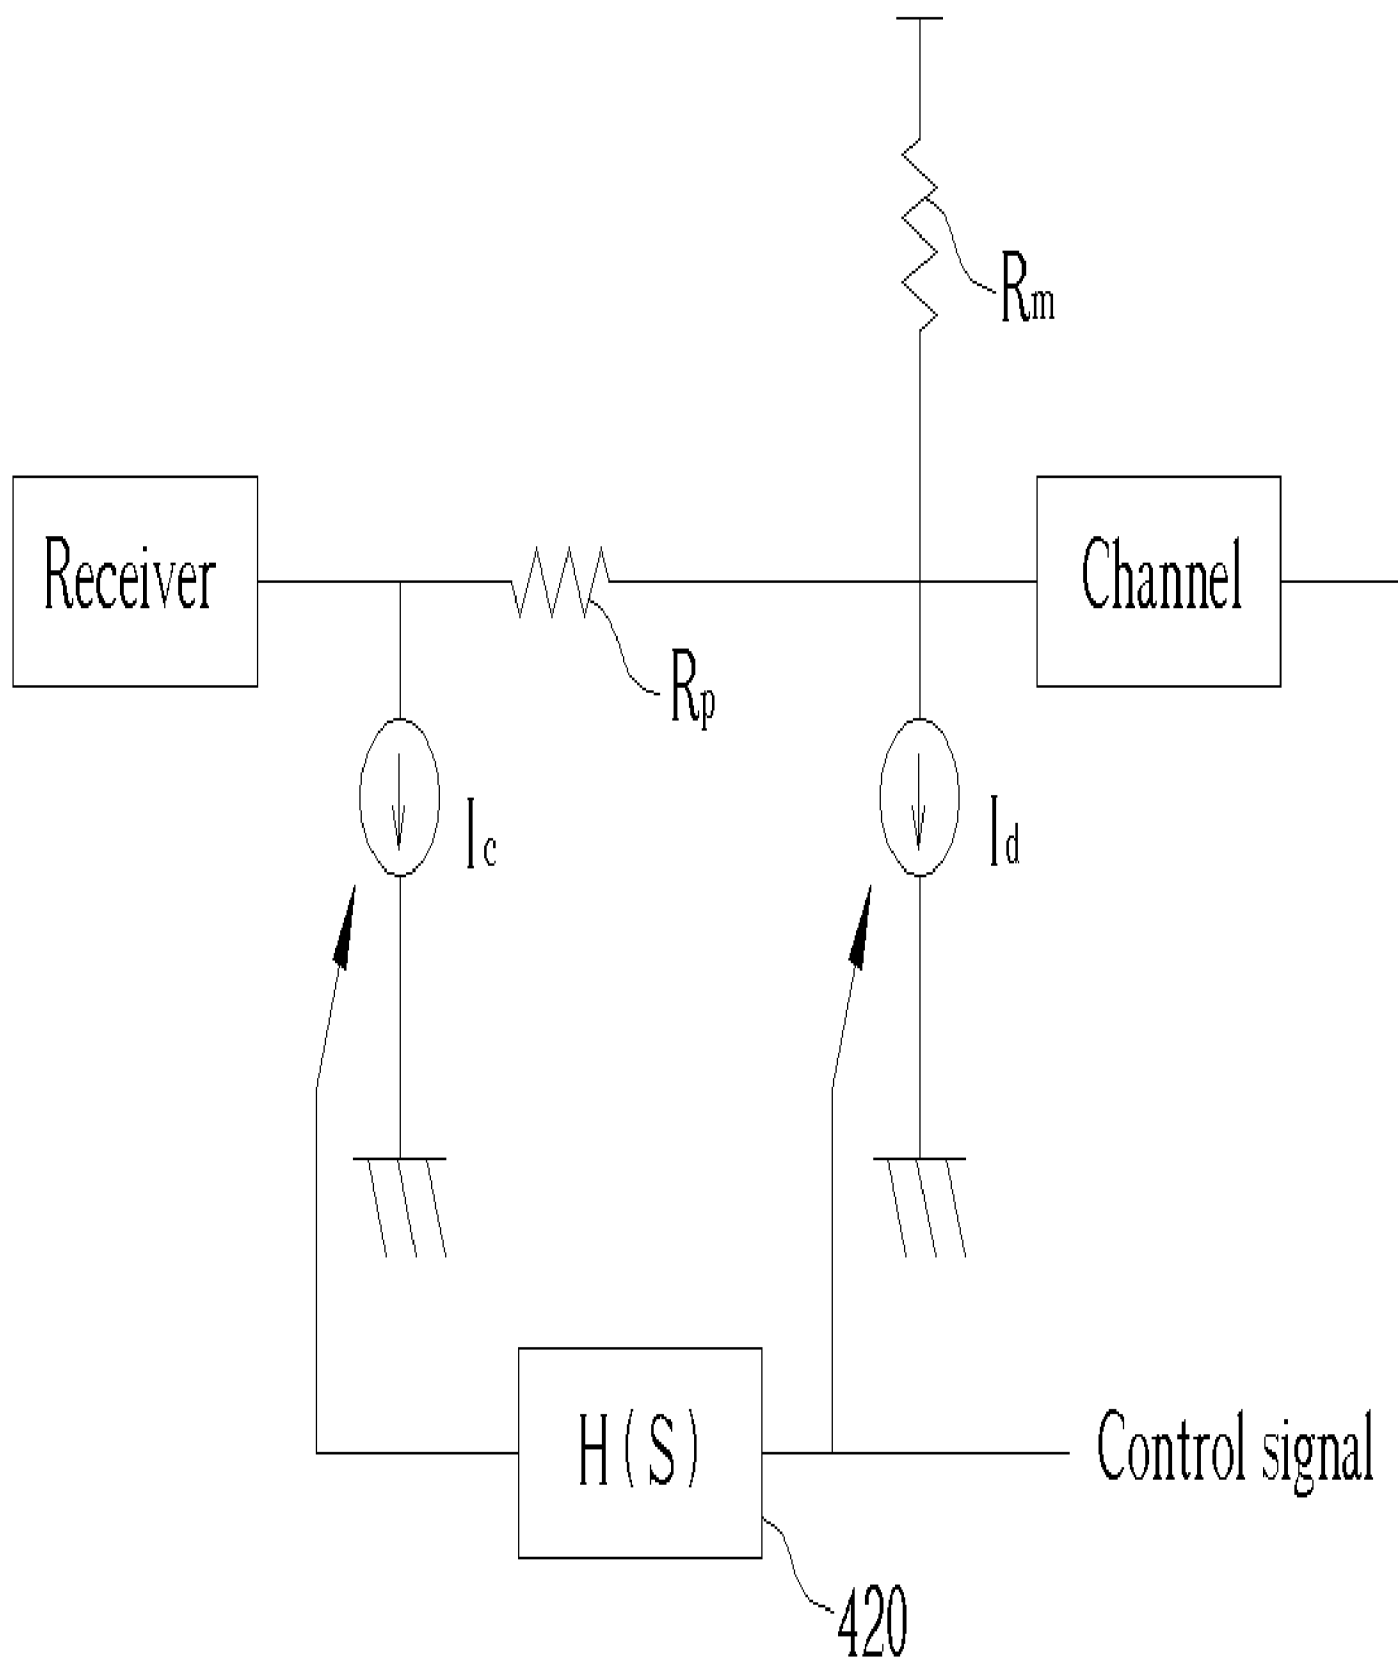 Rm
Receiver
Channel
Rp
Ic
Id
H(S)
Control signal
420